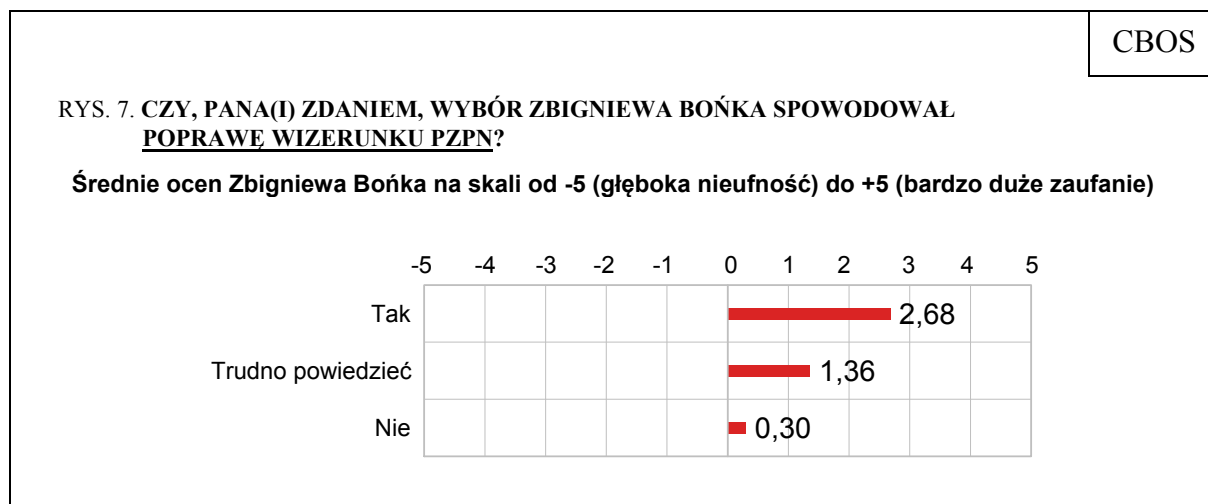 CBOS
RYS. 7. CZY, PANA(I) ZDANIEM, WYBÓR ZBIGNIEWA BOŃKA SPOWODOWAŁ
POPRAWĘ WIZERUNKU PZPN?
Średnie ocen Zbigniewa Bońka na skali od -5 (głęboka nieufność) do +5 (bardzo duże zaufanie)
-5 -4 -3 -2 -1 0 1 2 3 4 5
Tak 2,68
Trudno powiedzieć 1,36
Nie 0,30